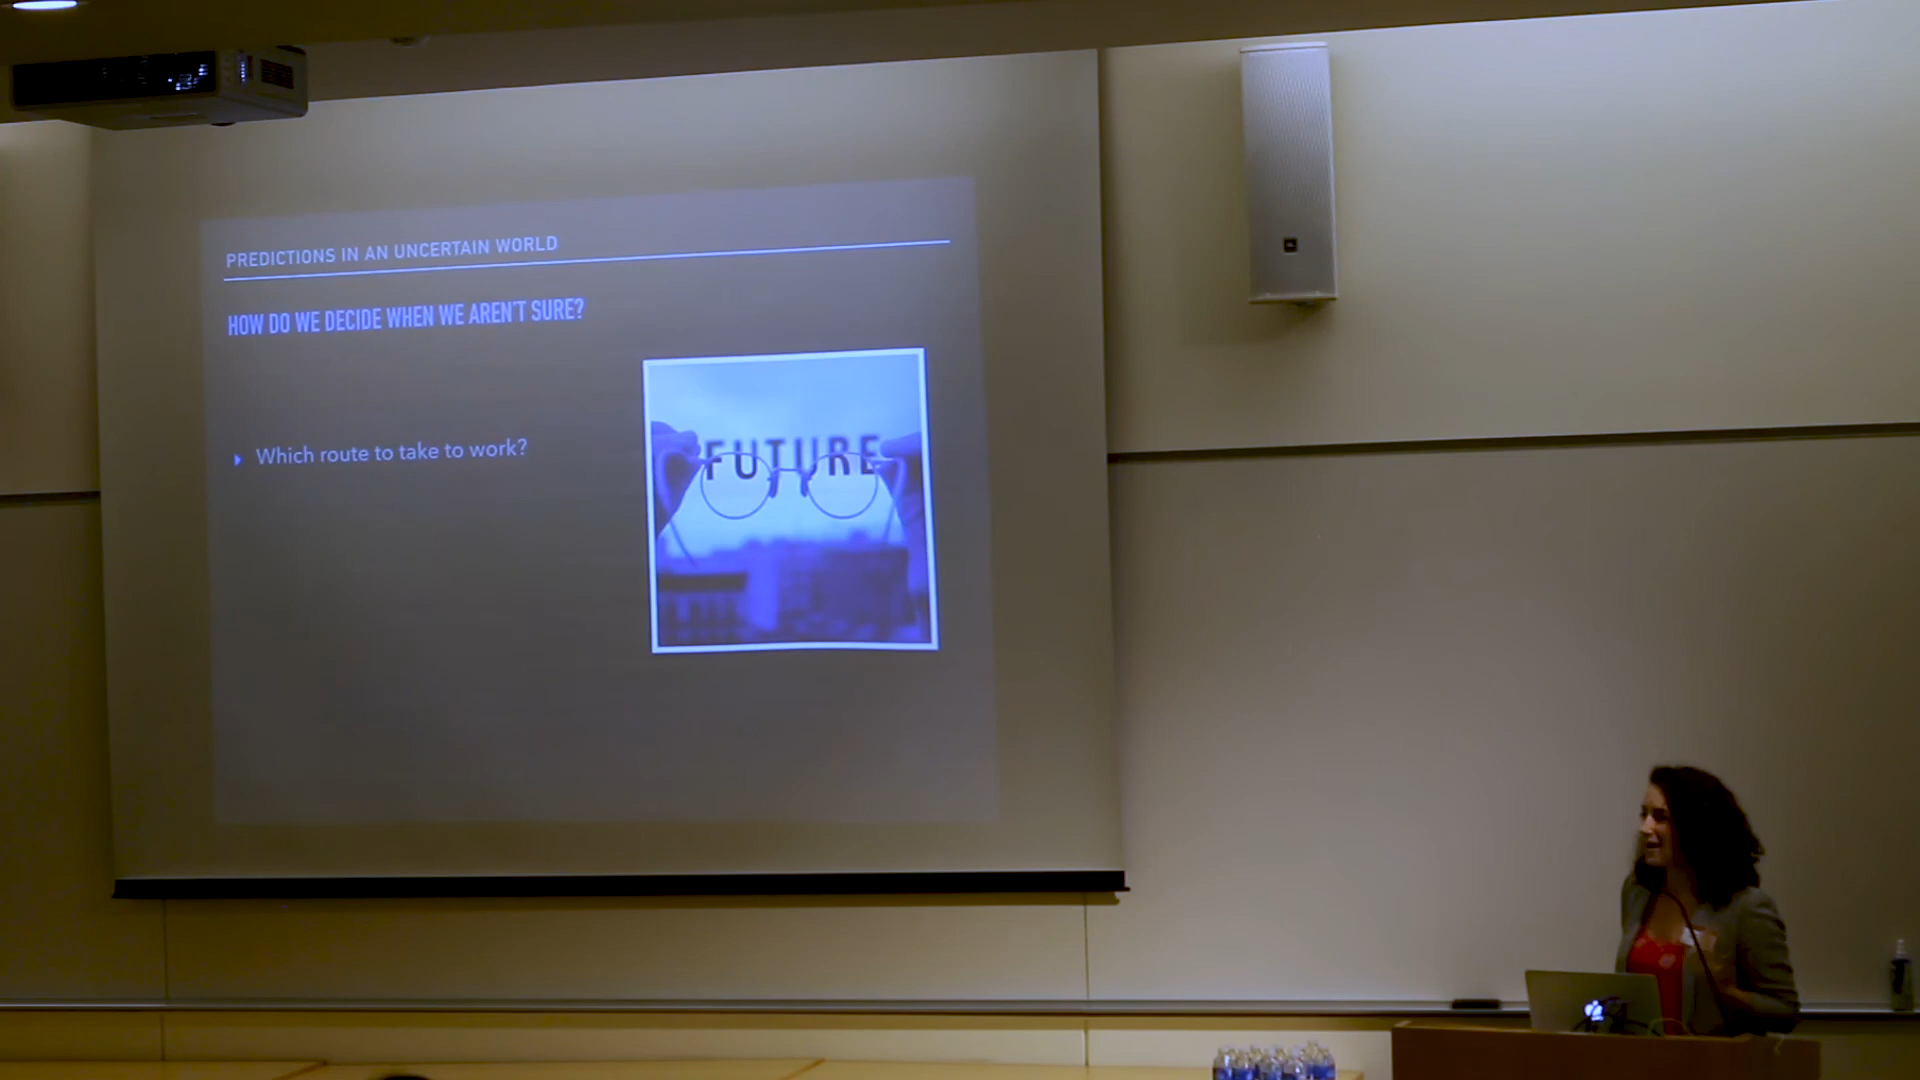 PREDICTIONS IN AN UNCERTAIN WORLD
HOW DO WE DECIDE WHEN WE AREN'T SURE?
Which route to take to work?
FUTURE